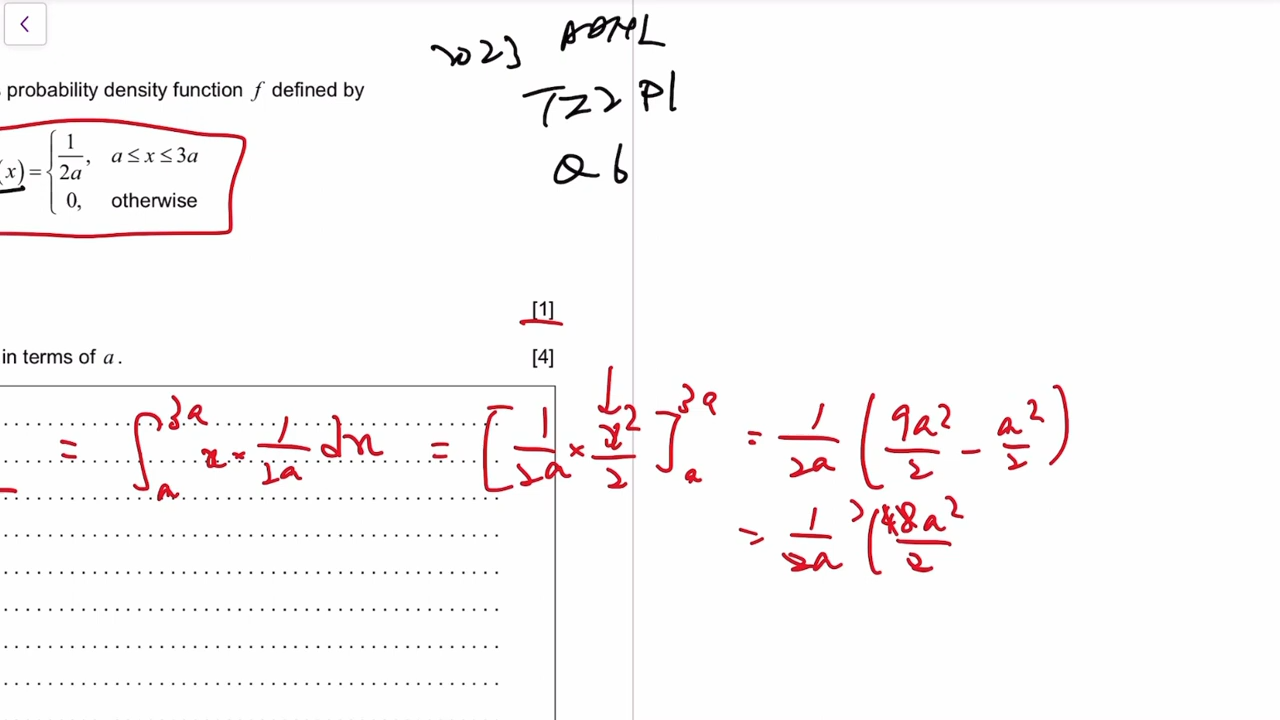 2023 AAHL
TZ2 P1
Q6
probability density function f defined by
(x) = { 1/2a, a ≤ x ≤ 3a
0, otherwise
[1]
in terms of a. [4]
= ∫_a^{3a} x × 1/2a dx = [1/2a × x²/2]_a^{3a} = 1/2a (9a²/2 − a²/2)
= 1/2a (8a²/2